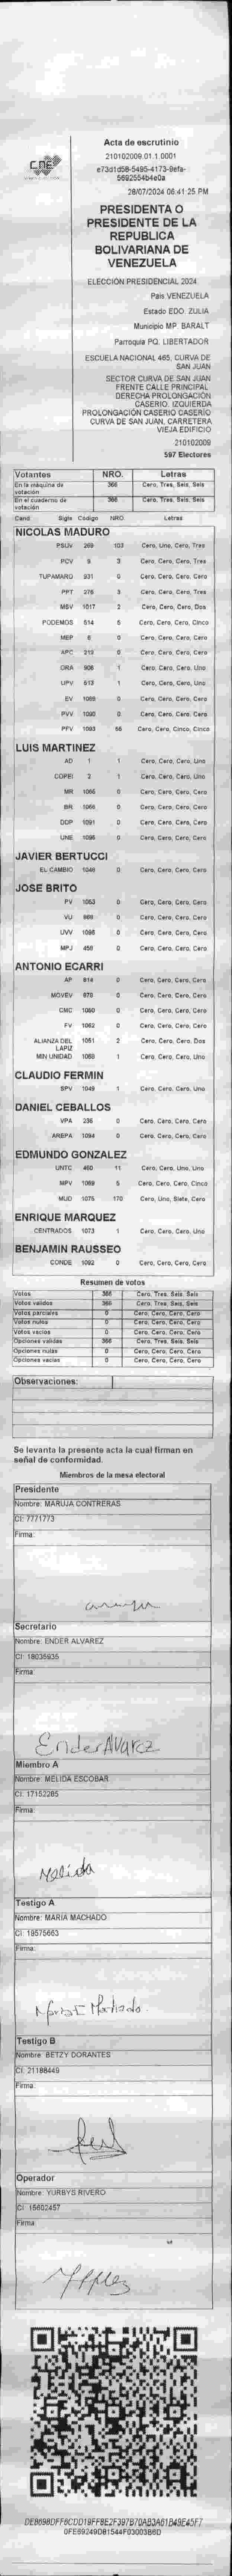 CNE
Acta de escrutinio
210102009.01.1.0001
e73d1d58-5495-4173-9efa-
5692554b4e0a
28/07/2024 06:41:25 PM
PRESIDENTA O
PRESIDENTE DE LA
REPUBLICA
BOLIVARIANA DE
VENEZUELA
ELECCIÓN PRESIDENCIAL 2024
País VENEZUELA
Estado EDO. ZULIA
Municipio MP. BARALT
Parroquia PQ. LIBERTADOR
ESCUELA NACIONAL 465, CURVA DE
SAN JUAN
SECTOR CURVA DE SAN JUAN
FRENTE CALLE PRINCIPAL
DERECHA PROLONGACIÓN
CASERIO. IZQUIERDA
PROLONGACIÓN CASERIO CASERIO
CURVA DE SAN JUAN, CARRETERA
VIEJA EDIFICIO
210102009
597 Electores
Votantes NRO. Letras
En la máquina de votación 366 Cero, Tres, Seis, Seis
En el cuaderno de votación 366 Cero, Tres, Seis, Seis
Cand Sigla Código NRO Letras
NICOLAS MADURO
PSUV 269 103 Cero, Uno, Cero, Tres
PCV 9 3 Cero, Cero, Cero, Tres
TUPAMARO 931 0 Cero, Cero, Cero, Cero
PPT 276 3 Cero, Cero, Cero, Tres
MSV 1017 2 Cero, Cero, Cero, Dos
PODEMOS 514 5 Cero, Cero, Cero, Cinco
MEP 6 0 Cero, Cero, Cero, Cero
APC 213 0 Cero, Cero, Cero, Cero
ORA 908 1 Cero, Cero, Cero, Uno
UPV 513 1 Cero, Cero, Cero, Uno
EV 1089 0 Cero, Cero, Cero, Cero
PVV 1090 0 Cero, Cero, Cero, Cero
PFV 1093 55 Cero, Cero, Cinco, Cinco
LUIS MARTINEZ
AD 1 1 Cero, Cero, Cero, Uno
COPEI 2 1 Cero, Cero, Cero, Uno
MR 1065 0 Cero, Cero, Cero, Cero
BR 1066 0 Cero, Cero, Cero, Cero
DDP 1091 0 Cero, Cero, Cero, Cero
UNE 1096 0 Cero, Cero, Cero, Cero
JAVIER BERTUCCI
EL CAMBIO 1046 0 Cero, Cero, Cero, Cero
JOSE BRITO
PV 1053 0 Cero, Cero, Cero, Cero
VU 869 0 Cero, Cero, Cero, Cero
UVV 1098 0 Cero, Cero, Cero, Cero
MPJ 458 0 Cero, Cero, Cero, Cero
ANTONIO ECARRI
AP 814 0 Cero, Cero, Cero, Cero
MOVEV 978 0 Cero, Cero, Cero, Cero
CMC 1060 0 Cero, Cero, Cero, Cero
FV 1062 0 Cero, Cero, Cero, Cero
ALIANZA DEL LAPIZ 1051 2 Cero, Cero, Cero, Dos
MIN UNIDAD 1068 1 Cero, Cero, Cero, Uno
CLAUDIO FERMIN
SPV 1049 1 Cero, Cero, Cero, Uno
DANIEL CEBALLOS
VPA 236 0 Cero, Cero, Cero, Cero
AREPA 1094 0 Cero, Cero, Cero, Cero
EDMUNDO GONZALEZ
UNTC 460 11 Cero, Cero, Uno, Uno
MPV 1069 5 Cero, Cero, Cero, Cinco
MUD 1075 170 Cero, Uno, Siete, Cero
ENRIQUE MARQUEZ
CENTRADOS 1073 1 Cero, Cero, Cero, Uno
BENJAMIN RAUSSEO
CONDE 1092 0 Cero, Cero, Cero, Cero
Resumen de votos
Votos 366 Cero, Tres, Seis, Seis
Votos validos 366 Cero, Tres, Seis, Seis
Votos parciales 0 Cero, Cero, Cero, Cero
Votos nulos 0 Cero, Cero, Cero, Cero
Votos vacíos 0 Cero, Cero, Cero, Cero
Opciones validas 366 Cero, Tres, Seis, Seis
Opciones nulas 0 Cero, Cero, Cero, Cero
Opciones vacias 0 Cero, Cero, Cero, Cero
Observaciones:
Se levanta la presente acta la cual firman en
señal de conformidad.
Miembros de la mesa electoral
Presidente
Nombre: MARUJA CONTRERAS
CI: 7771773
Firma:
Secretario
Nombre: ENDER ALVAREZ
CI: 18035935
Firma:
Ender Alvarez
Miembro A
Nombre: MELIDA ESCOBAR
CI: 17152285
Firma:
Melida
Testigo A
Nombre: MARIA MACHADO
CI: 19575663
Firma:
Machado
Testigo B
Nombre: BETZY DORANTES
CI: 21188449
Firma:
Operador
Nombre: YURBYS RIVERO
CI: 15602457
Firma: